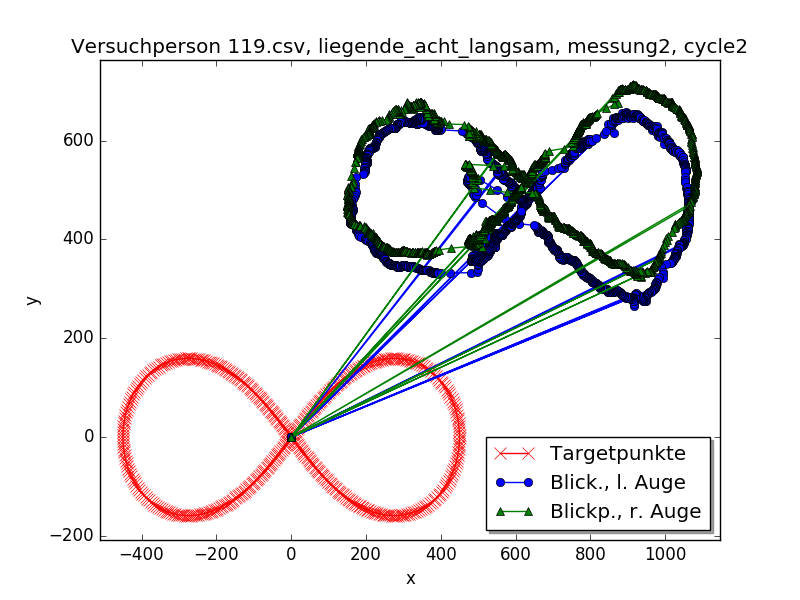 Versuchperson 119.csv, liegende_acht_langsam, messung2, cycle2
y
600
400
200
0
−200
−400
−200
0
200
400
600
800
1000
x
Targetpunkte
Blick., l. Auge
Blickp., r. Auge